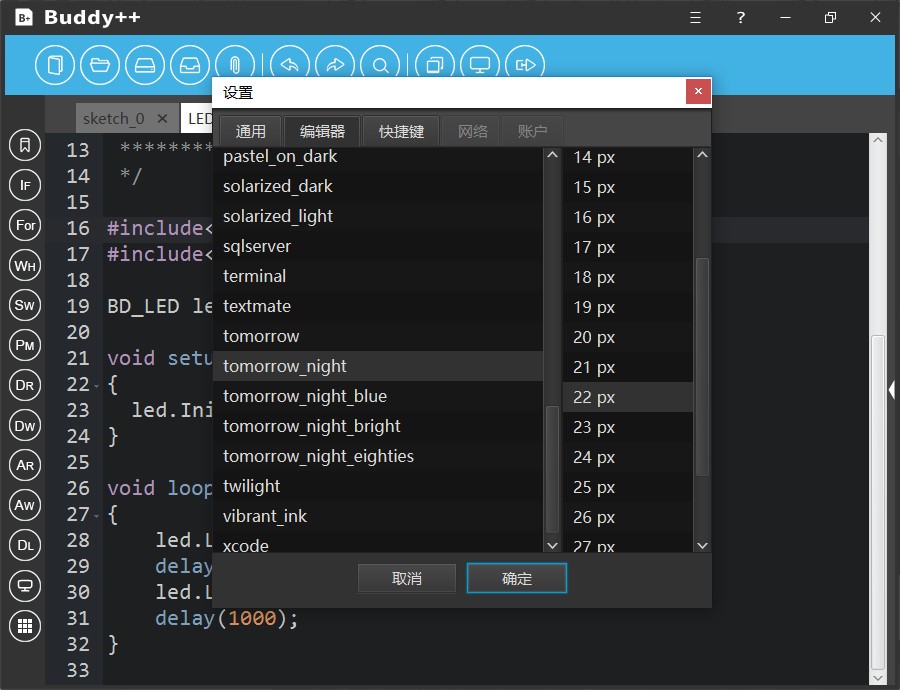 B+ Buddy++
?
sketch_0 ×
LED
设置
通用 编辑器 快捷键 网络 账户
pastel_on_dark
solarized_dark
solarized_light
sqlserver
terminal
textmate
tomorrow
tomorrow_night
tomorrow_night_blue
tomorrow_night_bright
tomorrow_night_eighties
twilight
vibrant_ink
xcode
14 px
15 px
16 px
17 px
18 px
19 px
20 px
21 px
22 px
23 px
24 px
25 px
26 px
27 px
取消 确定
IF
For
WH
SW
PM
DR
DW
AR
AW
DL
13 ********
14 */
15
16 #include<
17 #include<
18
19 BD_LED le
20
21 void setu
22 {
23 led.Ini
24 }
25
26 void loop
27 {
28 led.L
29 delay
30 led.L
31 delay(1000);
32 }
33